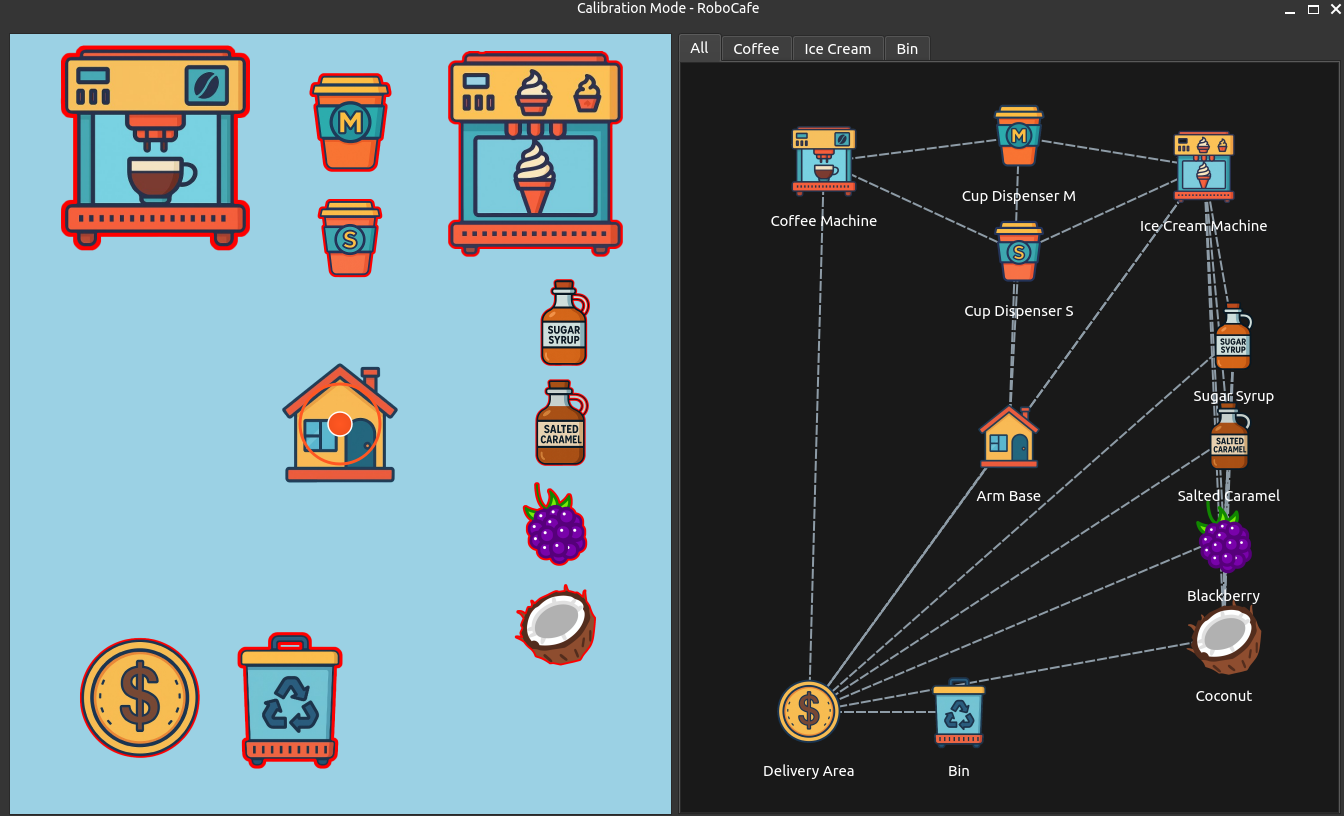 Calibration Mode - RoboCafe
All
Coffee
Ice Cream
Bin
M
S
SUGAR
SYRUP
SALTED
CARAMEL
$
M
Cup Dispenser M
Coffee Machine
Ice Cream Machine
S
Cup Dispenser S
SUGAR
SYRUP
Sugar Syrup
SALTED
CARAMEL
Salted Caramel
Arm Base
Blackberry
Coconut
$
Delivery Area
Bin